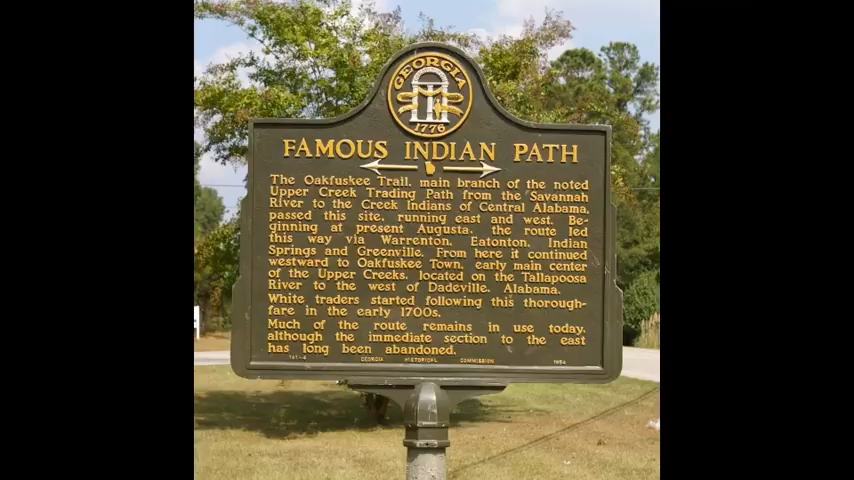 GEORGIA
1776
FAMOUS INDIAN PATH
The Oakfuskee Trail, main branch of the noted
Upper Creek Trading Path from the Savannah
River to the Creek Indians of Central Alabama,
passed this site, running east and west. Be-
ginning at present Augusta, the route led
this way via Warrenton, Eatonton, Indian
Springs and Greenville. From here it continued
westward to Oakfuskee Town, early main center
of the Upper Creeks, located on the Tallapoosa
River to the west of Dadeville, Alabama.
White traders started following this thorough-
fare in the early 1700s.
Much of the route remains in use today,
although the immediate section to the east
has long been abandoned.
141-4 GEORGIA HISTORICAL COMMISSION 1954